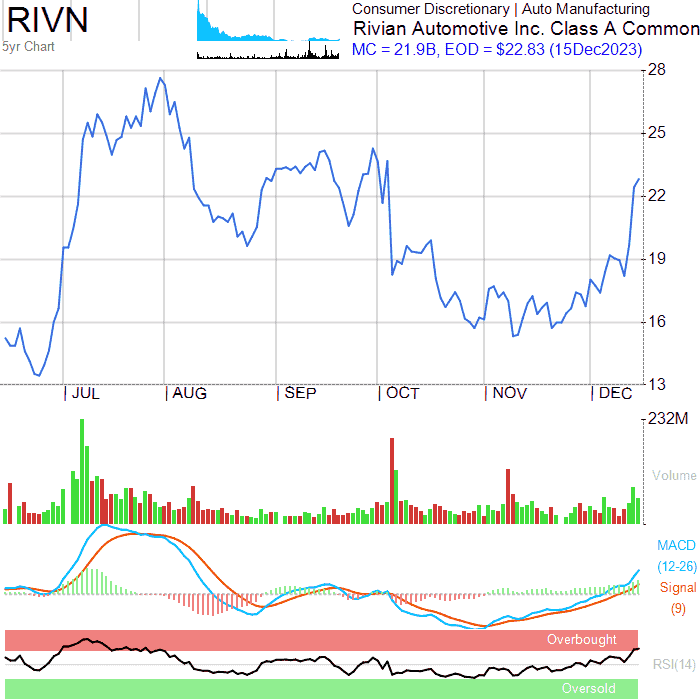 RIVN
5yr Chart
Consumer Discretionary | Auto Manufacturing
Rivian Automotive Inc. Class A Common
MC = 21.9B, EOD = $22.83 (15Dec2023)
28
25
22
19
16
13
JUL AUG SEP OCT NOV DEC
232M
Volume
MACD
(12-26)
Signal
(9)
Overbought
RSI(14)
Oversold